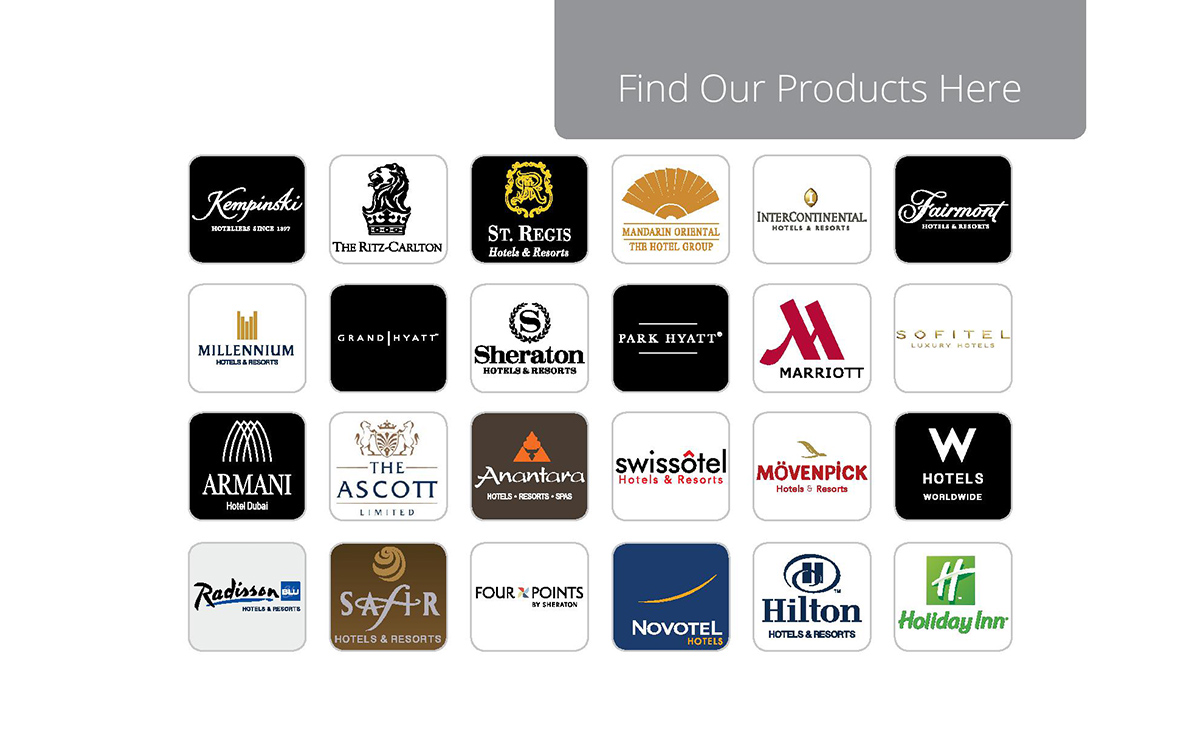 Find Our Products Here
Kempinski
HOTELIERS SINCE 1897
THE RITZ-CARLTON
ST. REGIS
Hotels & Resorts
MANDARIN ORIENTAL
THE HOTEL GROUP
INTERCONTINENTAL.
HOTELS & RESORTS
Fairmont
HOTELS & RESORTS
MILLENNIUM
HOTELS & RESORTS
GRAND|HYATT™
S
Sheraton
HOTELS & RESORTS
PARK HYATT®
M
MARRIOTT
SOFITEL
LUXURY HOTELS
ARMANI
Hotel Dubai
THE
ASCOTT
LIMITED
Anantara
HOTELS • RESORTS • SPAS
swissôtel
Hotels & Resorts
MÖVENPICK
Hotels & Resorts
W
HOTELS
WORLDWIDE
Radisson BLU
HOTELS & RESORTS
SAfIR
HOTELS & RESORTS
FOUR POINTS
BY SHERATON
NOVOTEL
HOTELS
H™
Hilton
HOTELS & RESORTS
H
Holiday Inn®